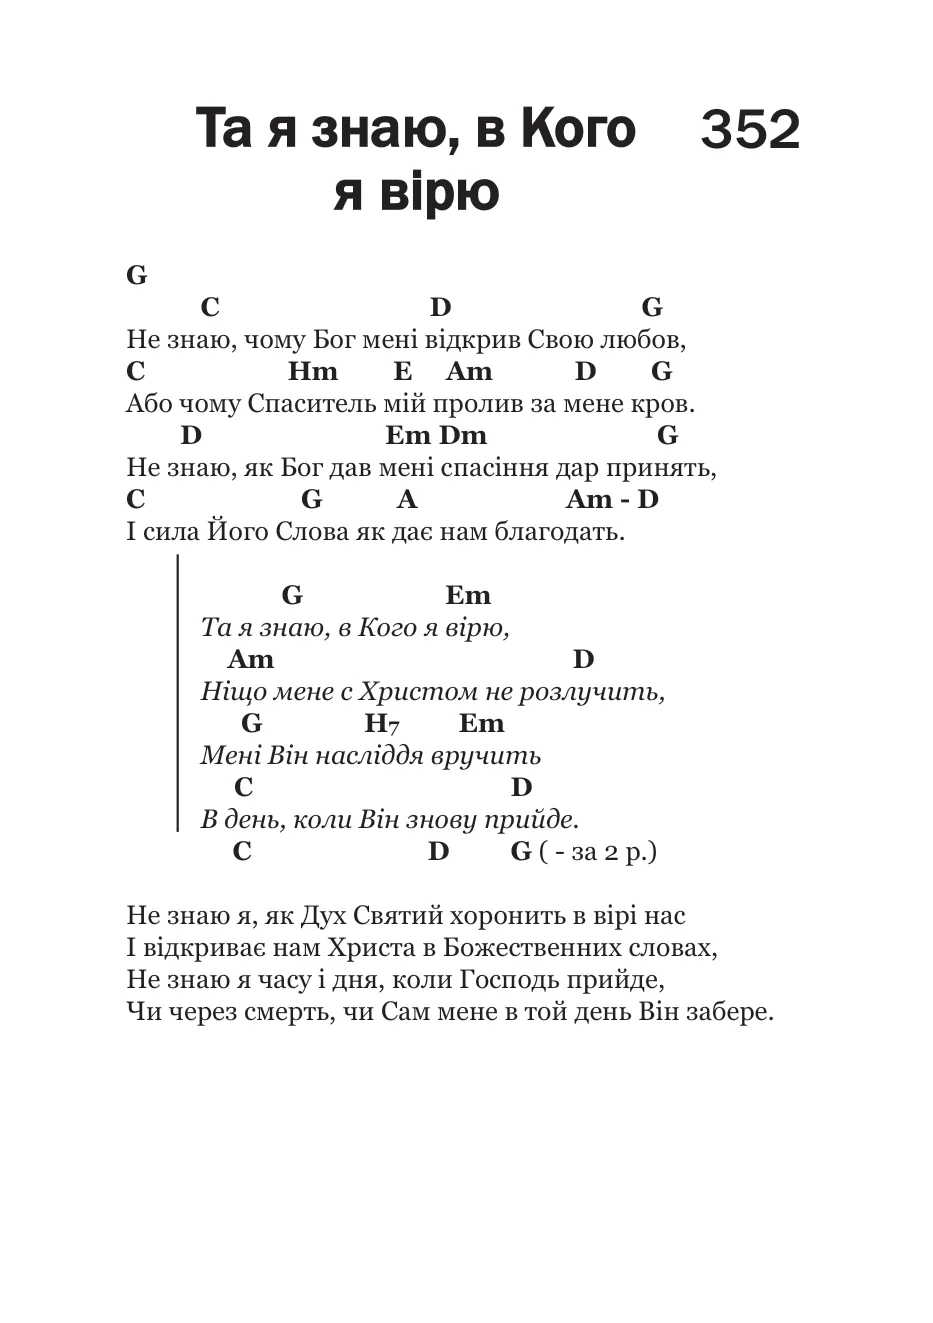 Та я знаю, в Кого 352
я вірю
G
C D G
Не знаю, чому Бог мені відкрив Свою любов,
C Hm E Am D G
Або чому Спаситель мій пролив за мене кров.
D Em Dm G
Не знаю, як Бог дав мені спасіння дар принять,
C G A Am - D
І сила Його Слова як дає нам благодать.
G Em
Та я знаю, в Кого я вірю,
Am D
Ніщо мене с Христом не розлучить,
G H7 Em
Мені Він насліддя вручить
C D
В день, коли Він знову прийде.
C D G ( - за 2 р.)
Не знаю я, як Дух Святий хоронить в вірі нас
І відкриває нам Христа в Божественних словах,
Не знаю я часу і дня, коли Господь прийде,
Чи через смерть, чи Сам мене в той день Він забере.